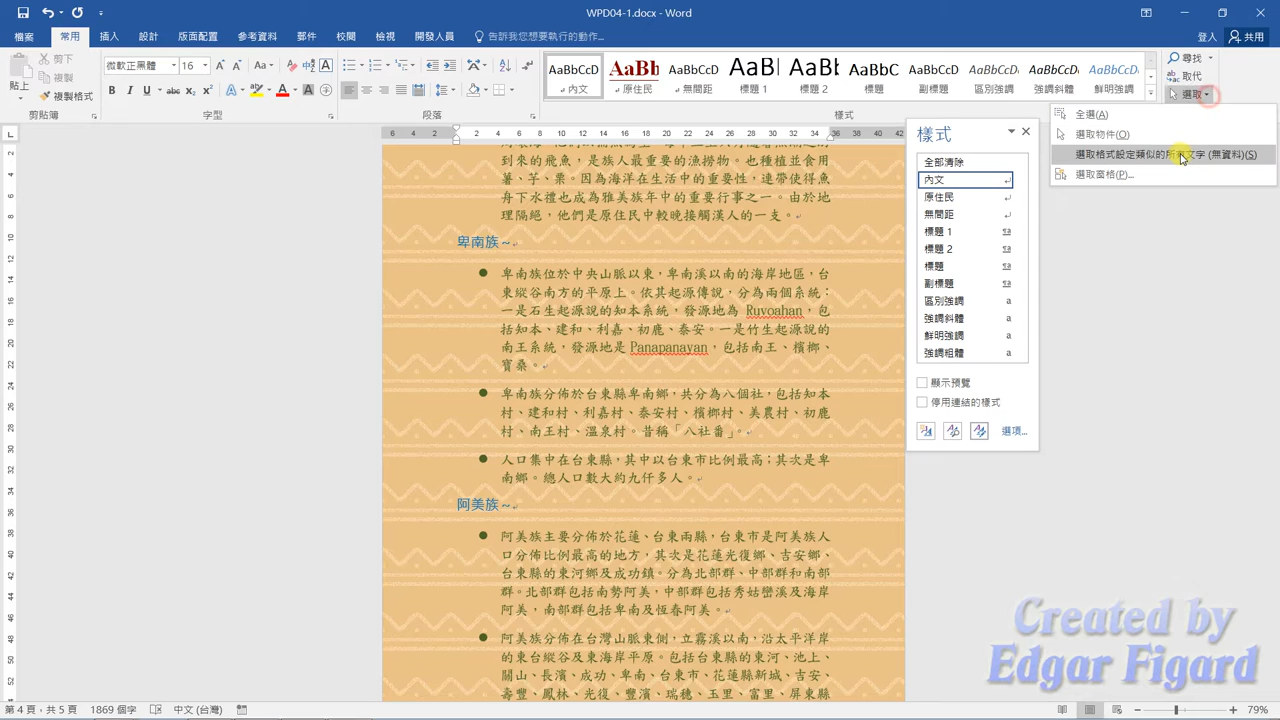 WPD04-1.docx - Word
檔案 常用 插入 設計 版面配置 參考資料 郵件 校閱 檢視 增益集 告訴我您想要執行的動作... 登入 共用
貼上 剪下 複製 複製格式
微軟正黑體 16
剪貼簿 字型 段落 樣式
AaBbCcD AaBb AaBbCcD AaBb AaBb AaBbC AaBbCcD AaBbCcDd AaBbCcDd AaBbCcDd
內文 原住民 無間距 標題 1 標題 2 標題 副標題 區別強調 強調斜體 鮮明強調
尋找
取代
選取
全選(A)
選取物件(O)
選取格式設定類似的所有文字 (無資料)(S)
選取窗格(P)...
樣式
全部清除
內文
原住民
無間距
標題 1
標題 2
標題
副標題
區別強調
強調斜體
鮮明強調
強調粗體
顯示預覽
停用連結的樣式
選項...
到來的飛魚，是族人最重要的漁撈物。也種植並食用
薯、芋、粟。因為海洋在生活中的重要性，連帶使得魚
身下水禮也成為雅美族年中的重要行事之一。由於地
理隔絕，他們是原住民中較晚接觸漢人的一支。
卑南族～
卑南族位於中央山脈以東，卑南溪以南的海岸地區，台
東縱谷南方的平原上。依其起源傳說，分為兩個系統：
一是石生起源說的知本系統，發源地為 Ruvoahan，包
括知本、建和、利嘉、初鹿、泰安。一是竹生起源說的
南王系統，發源地是 Panapanayan，包括南王、檳榔、
寶桑。
卑南族分佈於台東縣卑南鄉，共分為八個社，包括知本
村、建和村、利嘉村、泰安村、檳榔村、美農村、初鹿
村、南王村、溫泉村。昔稱「八社番」。
人口集中在台東縣，其中以台東市比例最高；其次是卑
南鄉。總人口數大約九仟多人。
阿美族～
阿美族主要分佈於花蓮、台東兩縣，台東市是阿美族人
口分佈比例最高的地方，其次是花蓮光復鄉、吉安鄉、
台東縣的東河鄉及成功鎮。分為北部群、中部群和南部
群。北部群包括南勢阿美，中部群包括秀姑巒溪及海岸
阿美，南部群包括卑南及恆春阿美。
阿美族分佈在台灣山脈東側，立霧溪以南，沿太平洋岸
的東台縱谷及東海岸平原。包括台東縣的東河、池上、
關山、長濱、成功、卑南、台東市、花蓮縣新城、吉安、
壽豐、鳳林、光復、豐濱、瑞穗、玉里、富里、屏東縣
Created by
Edgar Figard
第 4 頁，共 5 頁 1869 個字 中文 (台灣) 79%